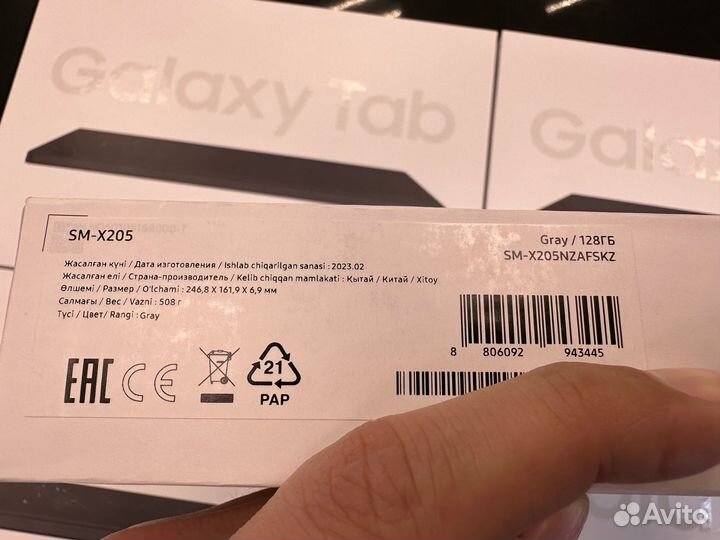 Galaxy Tab
Galax
SM-X205
Gray / 128ГБ
SM-X205NZAFSKZ
Жасалған күні / Дата изготовления / Ishlab chiqarilgan sanasi : 2023.02
Жасалған елі / Страна-производитель / Kelib chiqqan mamlakati : Қытай / Китай / Xitoy
Өлшемі / Размер / O'lchami : 246,8 X 161,9 X 6,9 мм
Салмағы / Вес / Vazni : 508 г
Түсі / Цвет/ Rangi : Gray
8 806092 943445
EAC CE
21
PAP
Avito